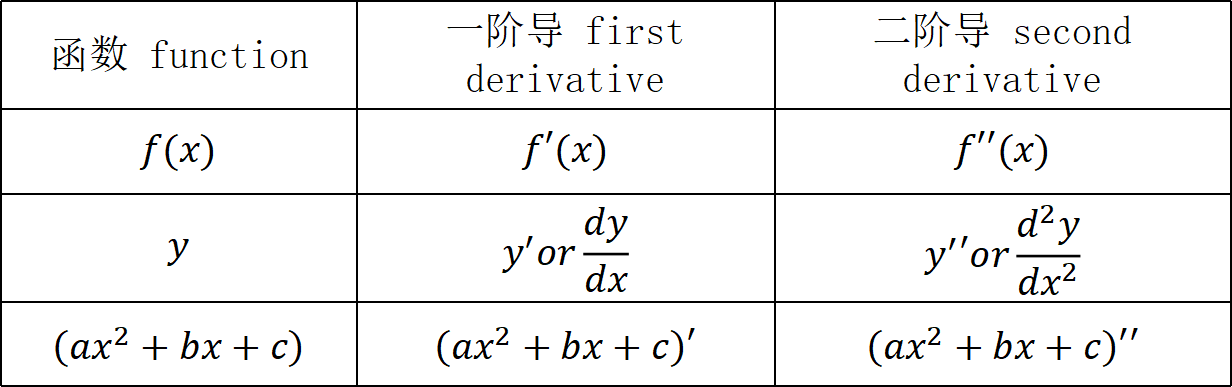 函数 function
一阶导 first
derivative
二阶导 second
derivative
f(x)
f′(x)
f′′(x)
y
y′or dy/dx
y′′or d²y/dx²
(ax² + bx + c)
(ax² + bx + c)′
(ax² + bx + c)′′